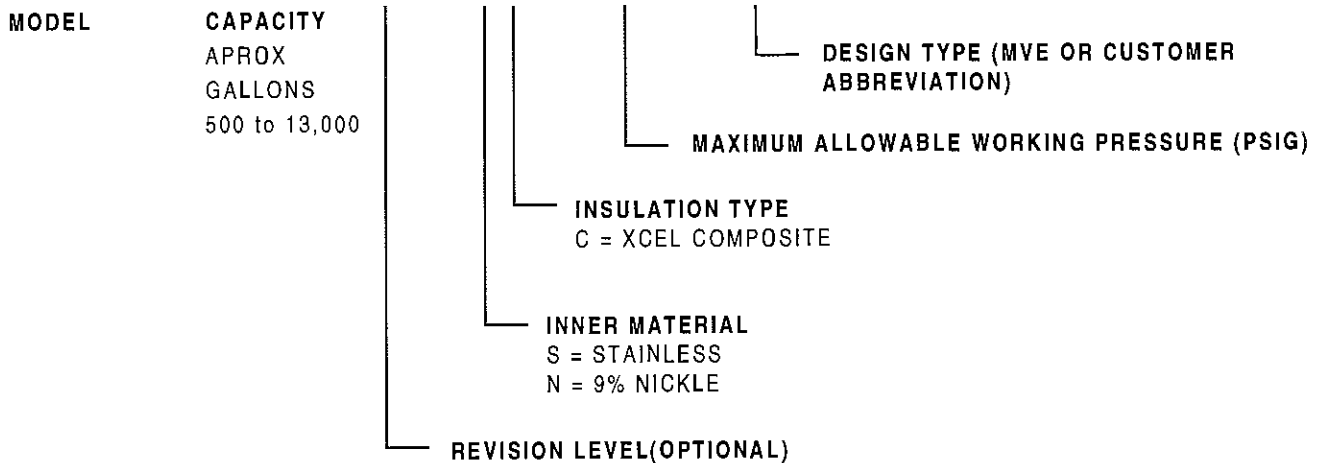 MODEL
CAPACITY
APROX
GALLONS
500 to 13,000
DESIGN TYPE (MVE OR CUSTOMER
ABBREVIATION)
MAXIMUM ALLOWABLE WORKING PRESSURE (PSIG)
INSULATION TYPE
C = XCEL COMPOSITE
INNER MATERIAL
S = STAINLESS
N = 9% NICKLE
REVISION LEVEL(OPTIONAL)